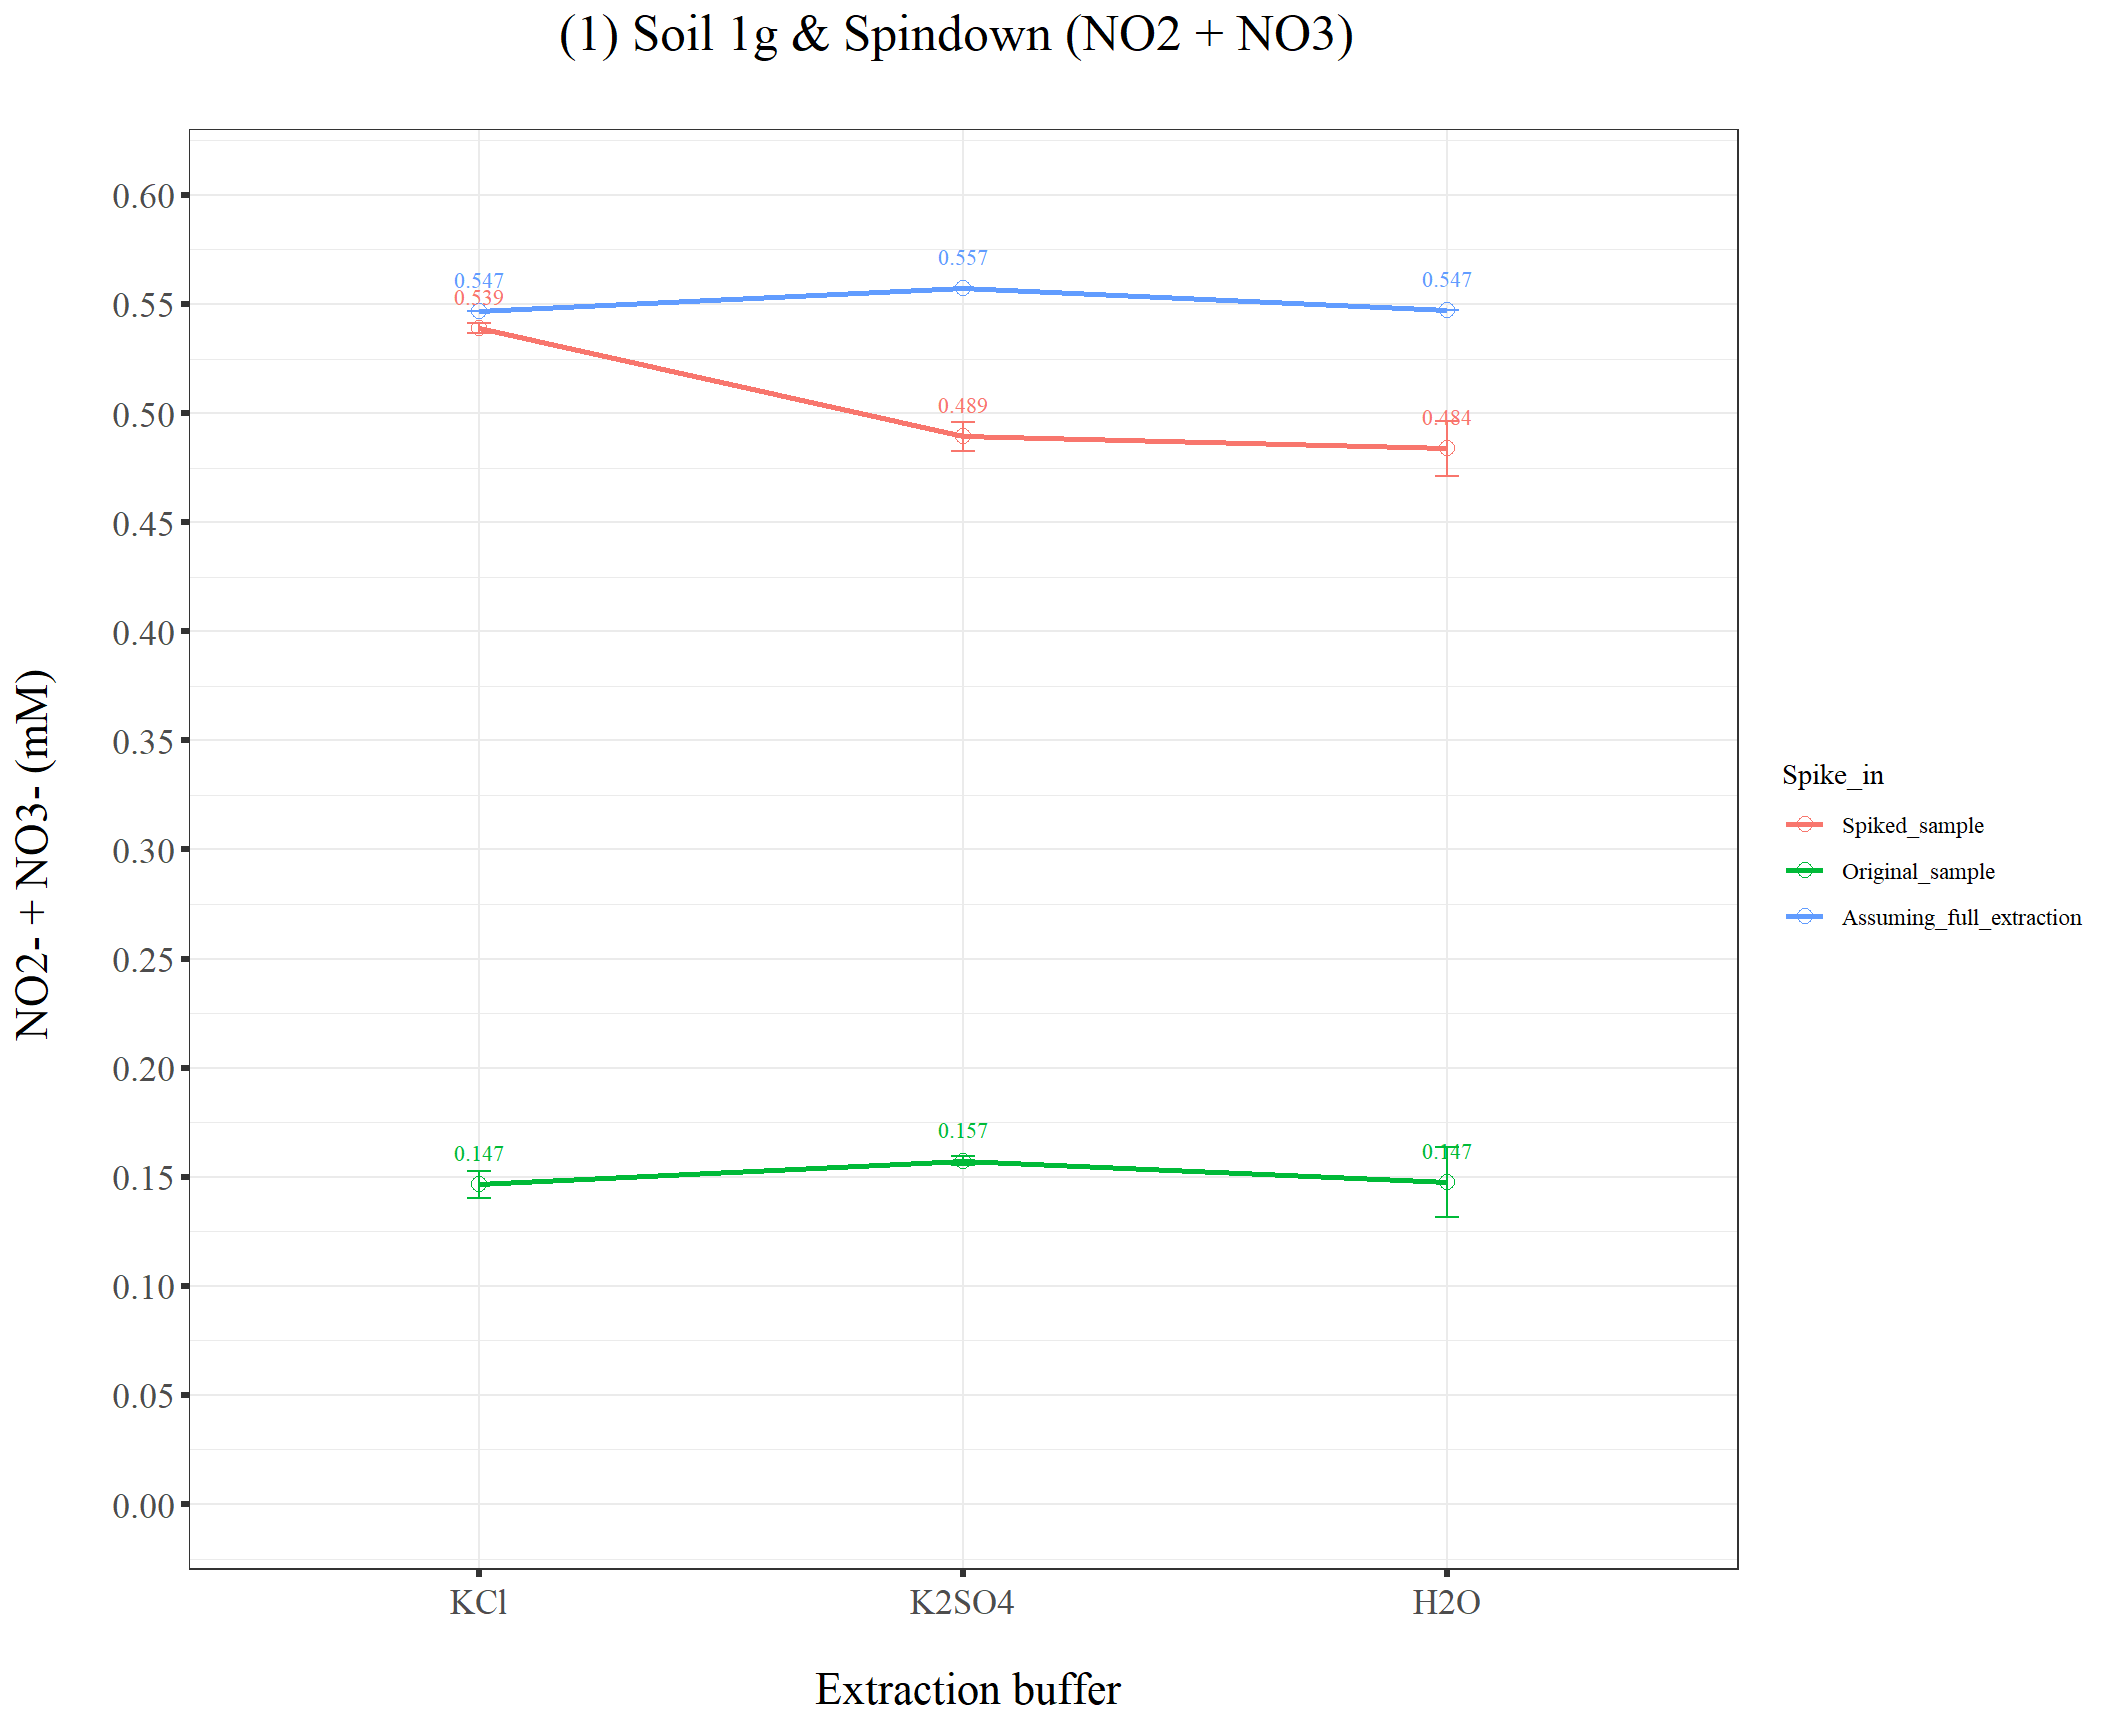 (1) Soil 1g & Spindown (NO2 + NO3)
NO2- + NO3- (mM)
0.60
0.55
0.50
0.45
0.40
0.35
0.30
0.25
0.20
0.15
0.10
0.05
0.00
0.547
0.557
0.547
0.539
0.489
0.484
0.147
0.157
0.147
KCl
K2SO4
H2O
Extraction buffer
Spike_in
Spiked_sample
Original_sample
Assuming_full_extraction